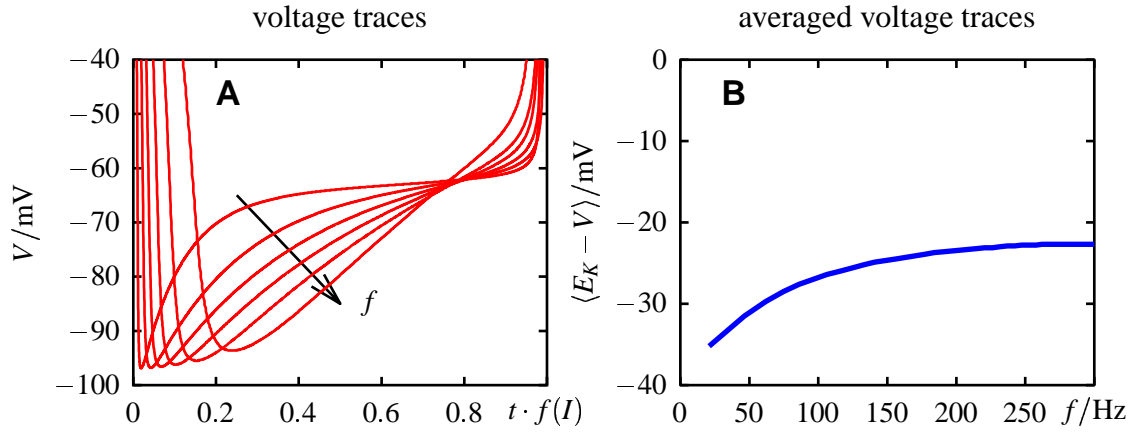 voltage traces
A
V/mV
−40
−50
−60
−70
−80
−90
−100
0
0.2
0.4
0.6
0.8
t · f(I)
f
averaged voltage traces
B
⟨E_K − V⟩/mV
0
−10
−20
−30
−40
0
50
100
150
200
250
f/Hz